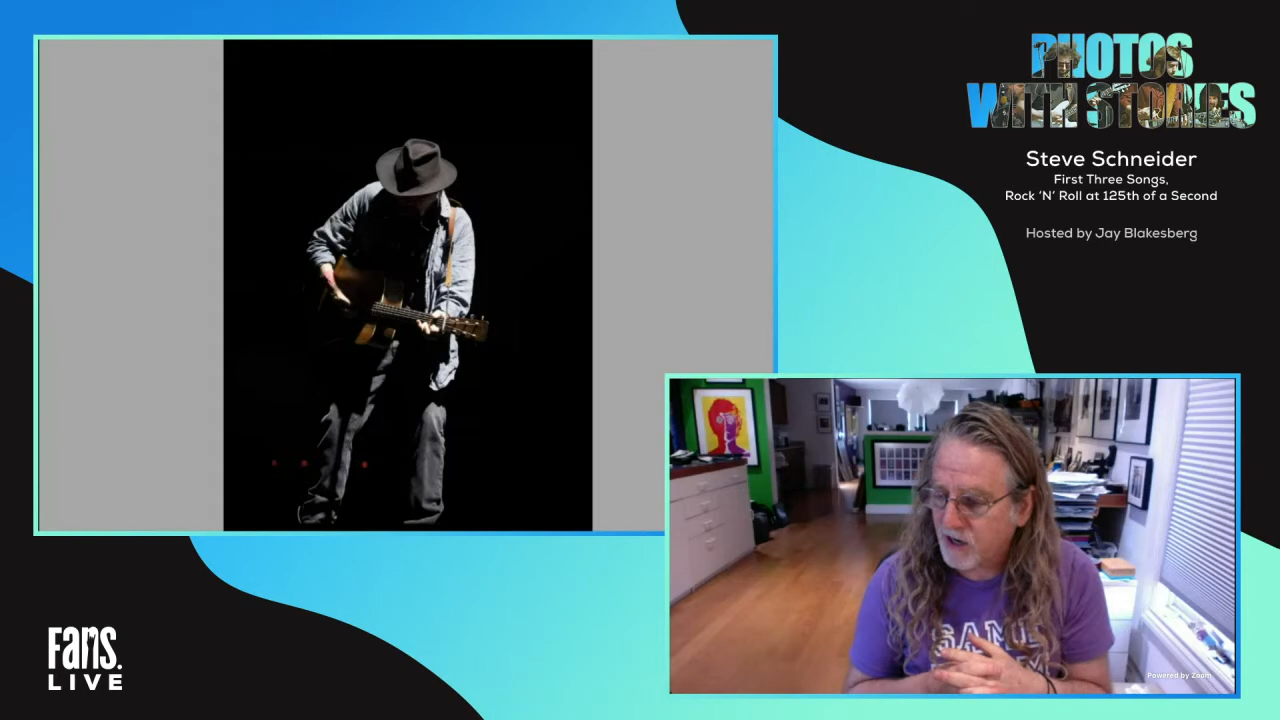 PHOTOS
WITH STORIES
Steve Schneider
First Three Songs,
Rock ‘N’ Roll at 125th of a Second
Hosted by Jay Blakesberg
GAME
Powered by Zoom
Fans.
LIVE